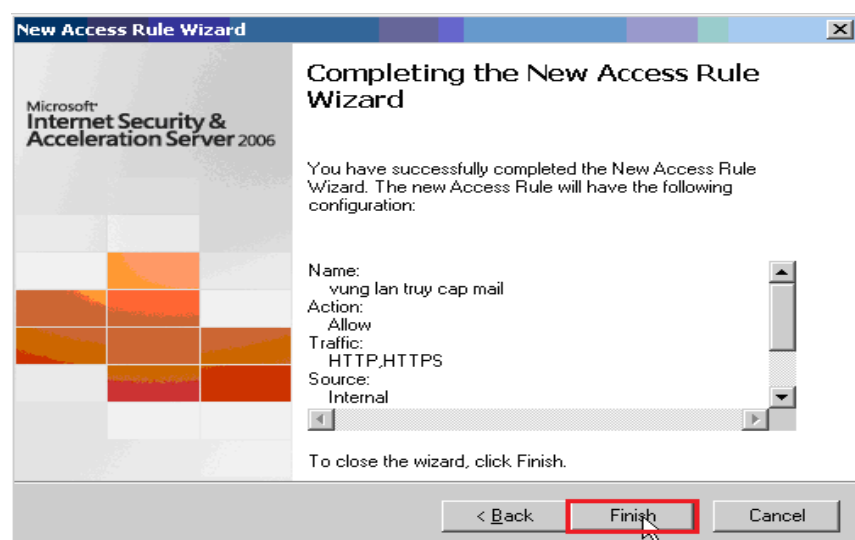 New Access Rule Wizard
Completing the New Access Rule
Wizard
Microsoft
Internet Security &
Acceleration Server 2006
You have successfully completed the New Access Rule
Wizard. The new Access Rule will have the following
configuration:
Name:
vung lan truy cap mail
Action:
Allow
Traffic:
HTTP,HTTPS
Source:
Internal
To close the wizard, click Finish.
< Back
Finish
Cancel